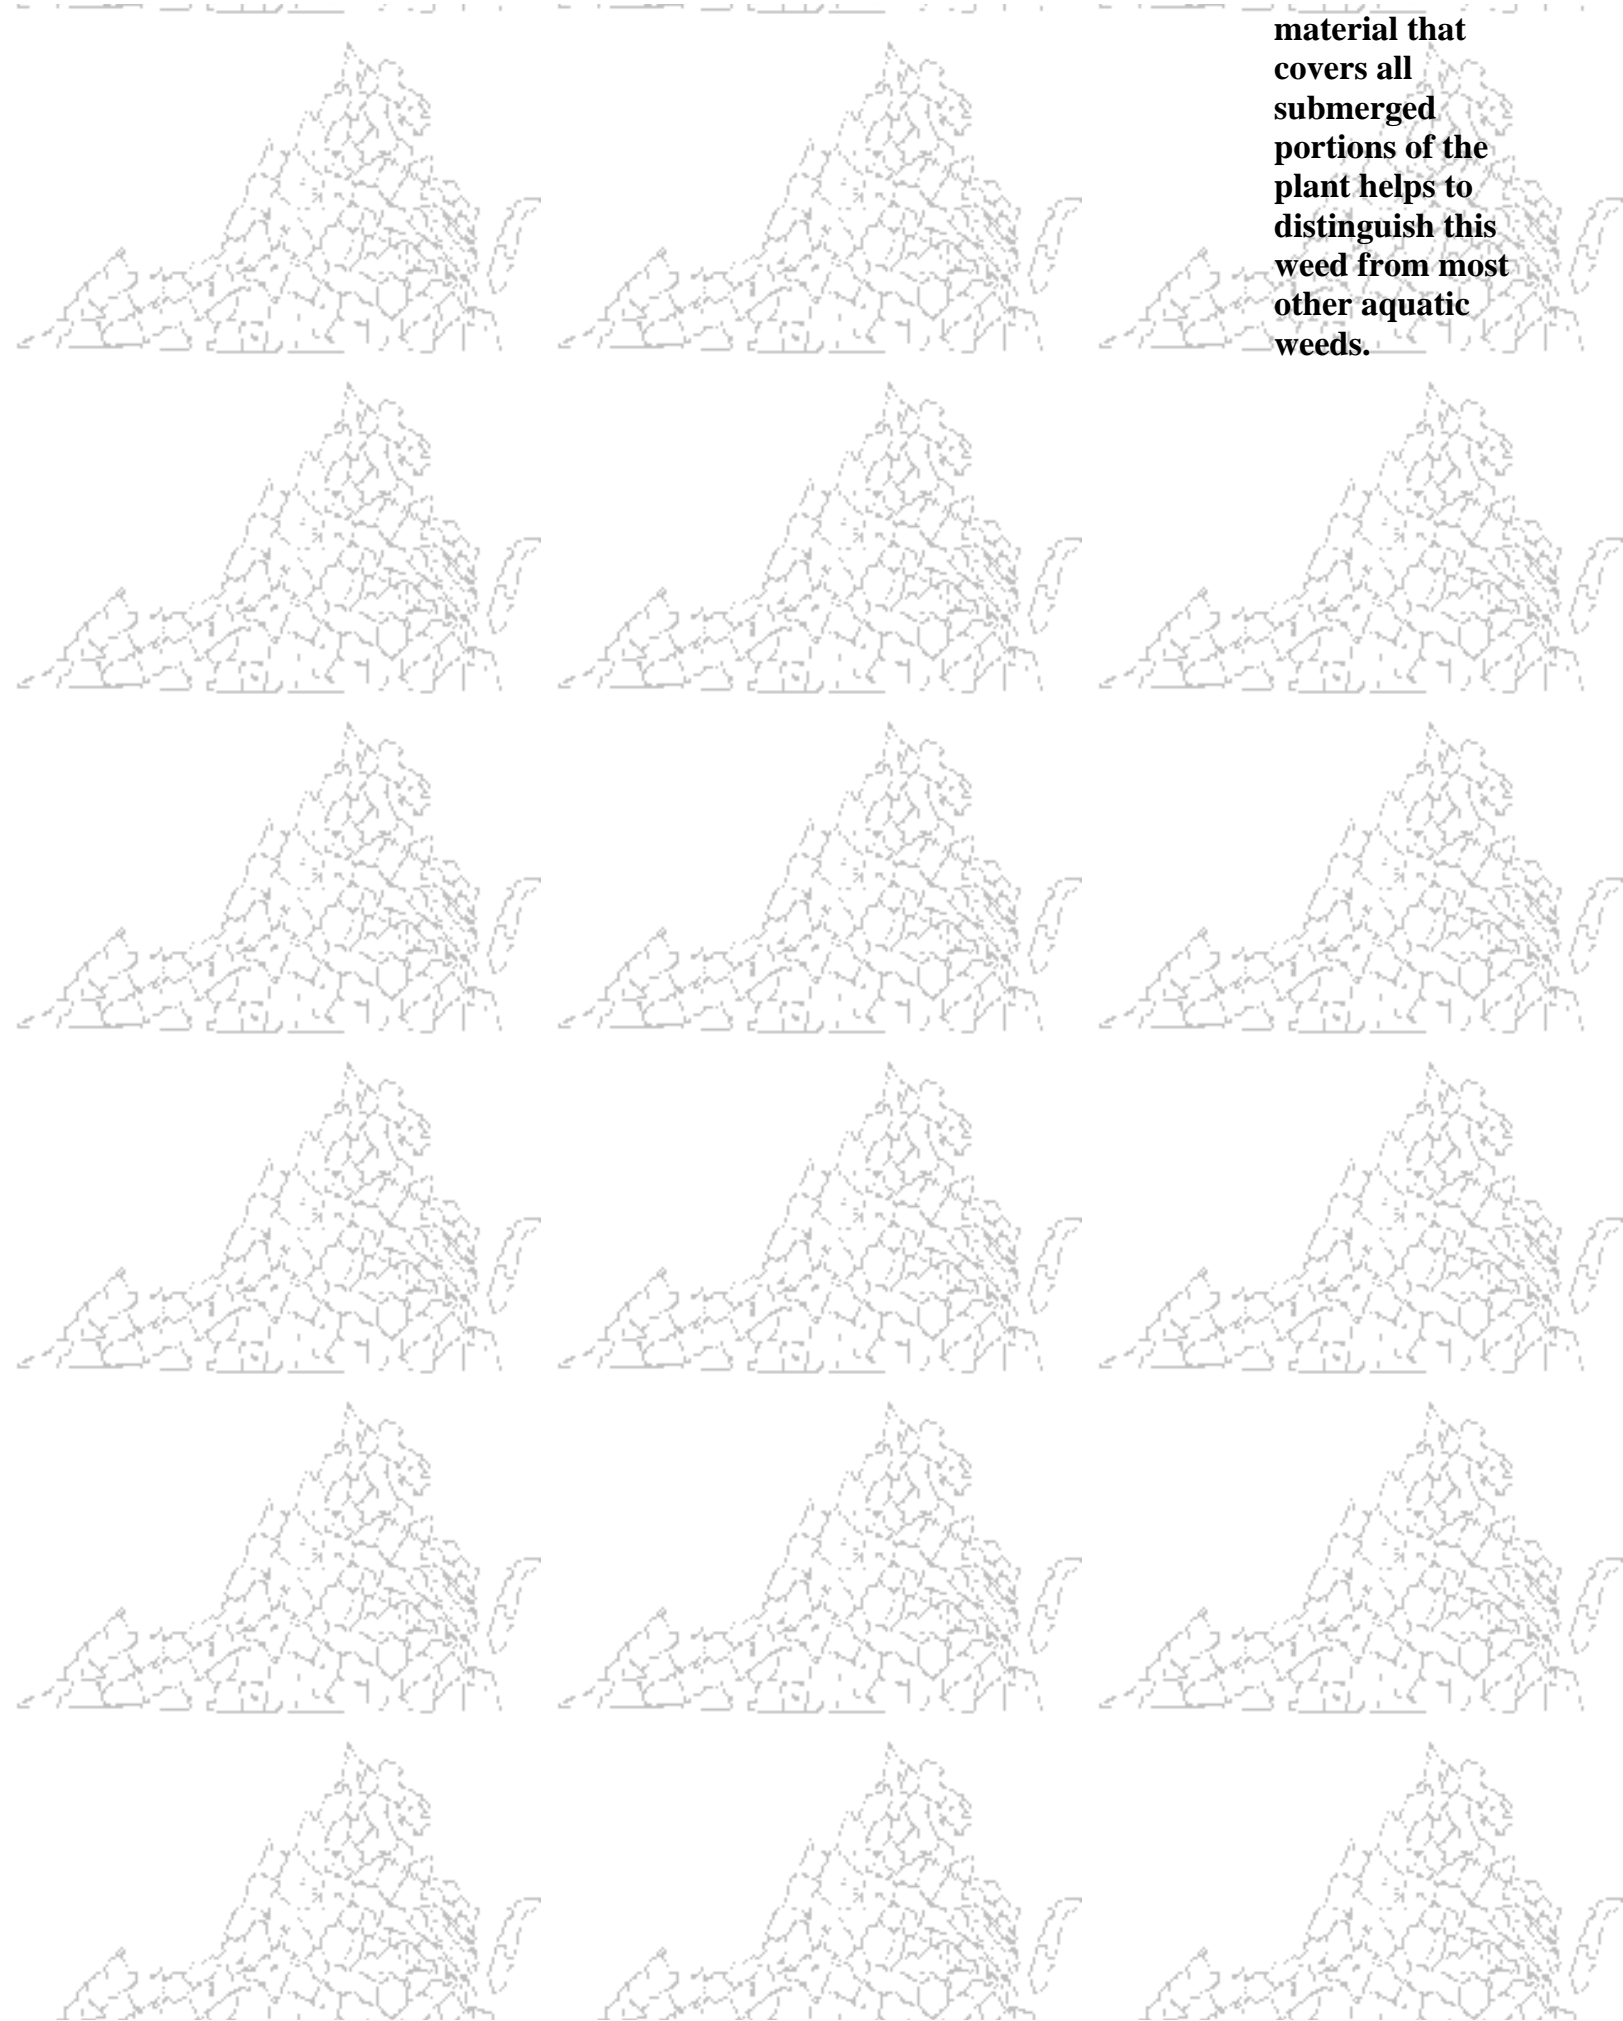 material that
covers all
submerged
portions of the
plant helps to
distinguish this
weed from most
other aquatic
weeds.